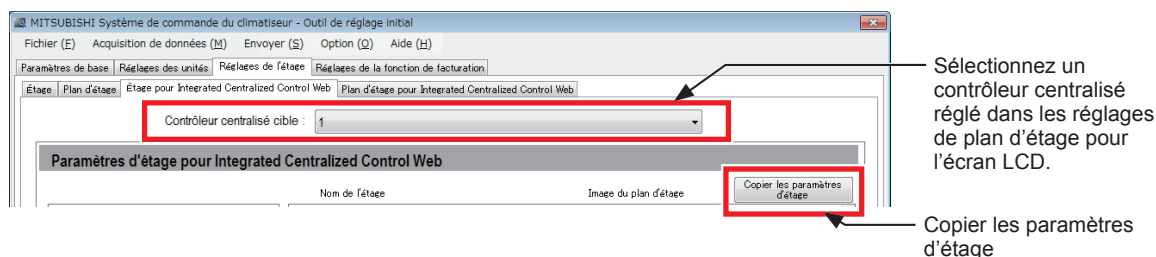 MITSUBISHI Système de commande du climatiseur - Outil de réglage initial
Fichier (F) Acquisition de données (M) Envoyer (S) Option (O) Aide (H)
Paramètres de base Réglages des unités Réglages de l'étage Réglages de la fonction de facturation
Étage Plan d'étage Étage pour Integrated Centralized Control Web Plan d'étage pour Integrated Centralized Control Web
Contrôleur centralisé cible : 1
Paramètres d'étage pour Integrated Centralized Control Web
Nom de l'étage Image du plan d'étage
Copier les paramètres
d'étage
Sélectionnez un
contrôleur centralisé
réglé dans les réglages
de plan d'étage pour
l'écran LCD.
Copier les paramètres
d'étage